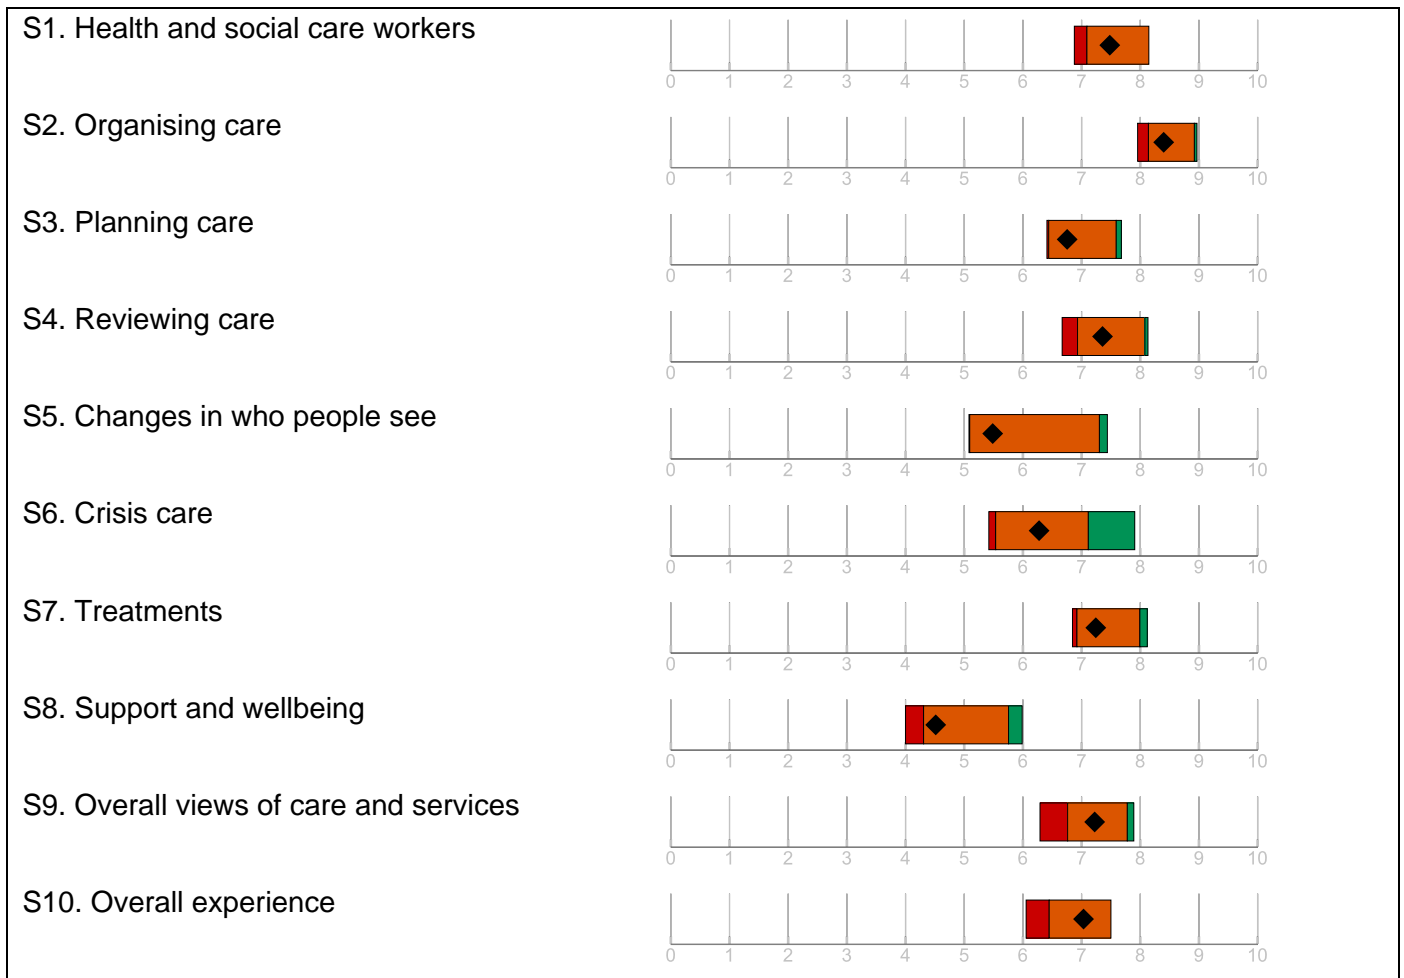 S1. Health and social care workers
0 1 2 3 4 5 6 7 8 9 10
S2. Organising care
0 1 2 3 4 5 6 7 8 9 10
S3. Planning care
0 1 2 3 4 5 6 7 8 9 10
S4. Reviewing care
0 1 2 3 4 5 6 7 8 9 10
S5. Changes in who people see
0 1 2 3 4 5 6 7 8 9 10
S6. Crisis care
0 1 2 3 4 5 6 7 8 9 10
S7. Treatments
0 1 2 3 4 5 6 7 8 9 10
S8. Support and wellbeing
0 1 2 3 4 5 6 7 8 9 10
S9. Overall views of care and services
0 1 2 3 4 5 6 7 8 9 10
S10. Overall experience
0 1 2 3 4 5 6 7 8 9 10